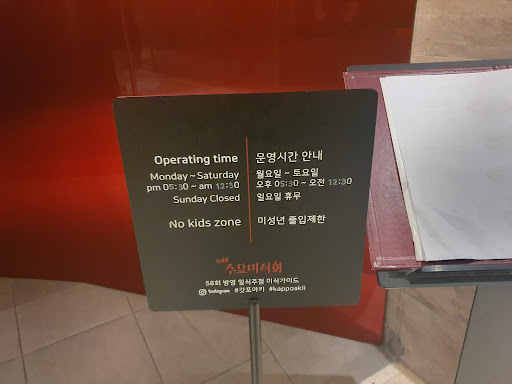 Operating time
Monday ~ Saturday
pm 05:30 ~ am 12:30
Sunday Closed
No kids zone
운영시간 안내
월요일 ~ 토요일
오후 05:30 ~ 오전 12:30
일요일 휴무
미성년 출입제한
tvN
수요미식회
58회 방영 일식주점 미식가이드
Instagram #갓포아키 #kappoakii